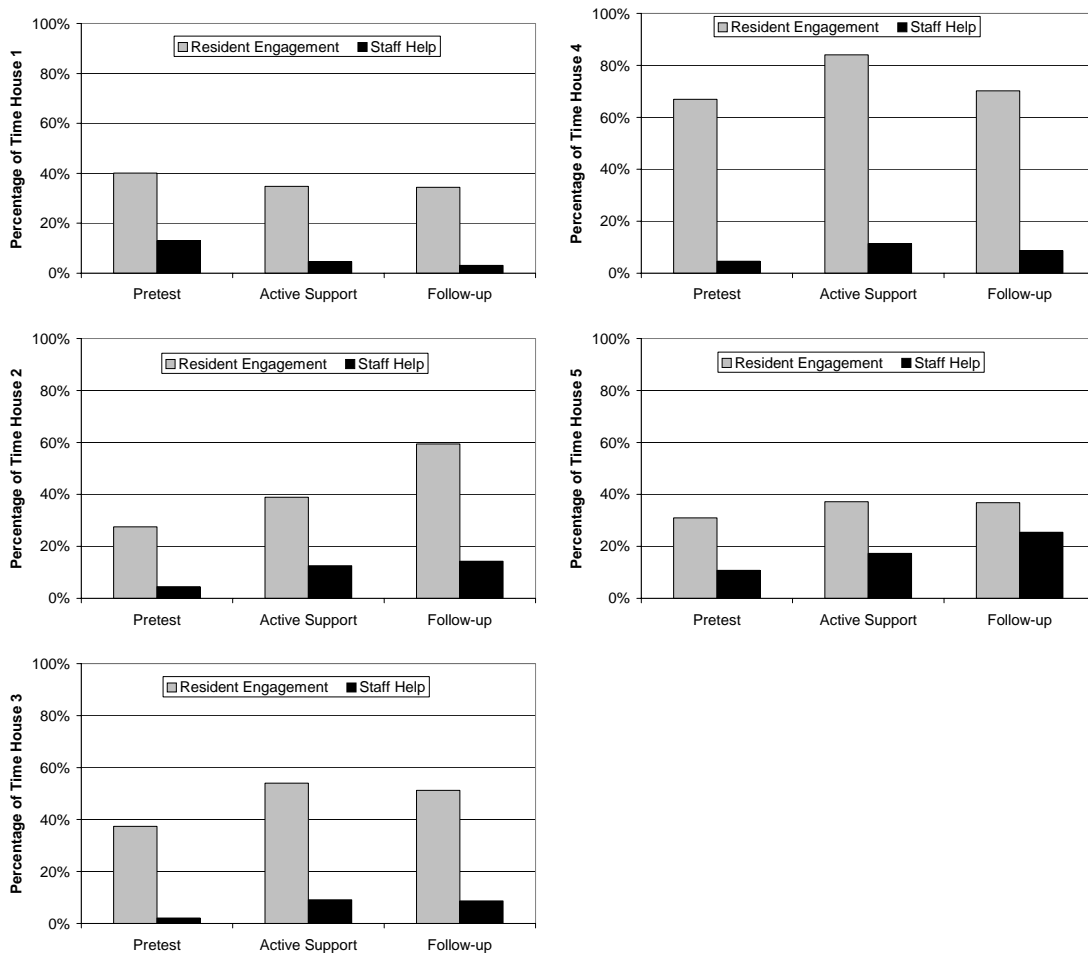 Percentage of Time House 1
100%
80%
60%
40%
20%
0%
Resident Engagement Staff Help
Pretest Active Support Follow-up
Percentage of Time House 4
100%
80%
60%
40%
20%
0%
Resident Engagement Staff Help
Pretest Active Support Follow-up
Percentage of Time House 2
100%
80%
60%
40%
20%
0%
Resident Engagement Staff Help
Pretest Active Support Follow-up
Percentage of Time House 5
100%
80%
60%
40%
20%
0%
Resident Engagement Staff Help
Pretest Active Support Follow-up
Percentage of Time House 3
100%
80%
60%
40%
20%
0%
Resident Engagement Staff Help
Pretest Active Support Follow-up